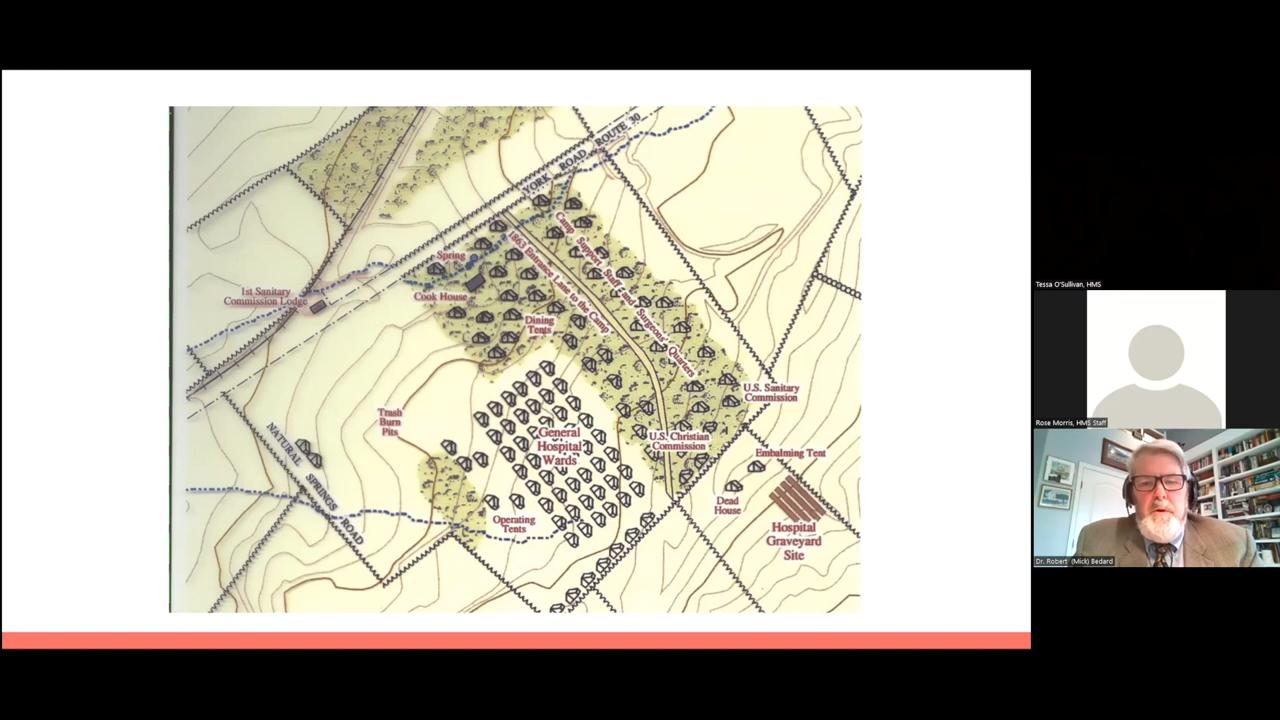 YORK ROAD ROUTE 30
Camp Support Staff and Surgeons' Quarters
1863 Entrance Lane to the Camp
Spring
1st Sanitary
Commission Lodge
Cook House
Dining
Tents
U.S. Sanitary
Commission
Trash
Burn
Pits
General
Hospital
Wards
U.S. Christian
Commission
NATURAL SPRINGS ROAD
Embalming Tent
Dead
House
Operating
Tents
Hospital
Graveyard
Site
Tessa O'Sullivan, HMS
Rose Morris, HMS Staff
Dr. Robert (Mick) Bedard